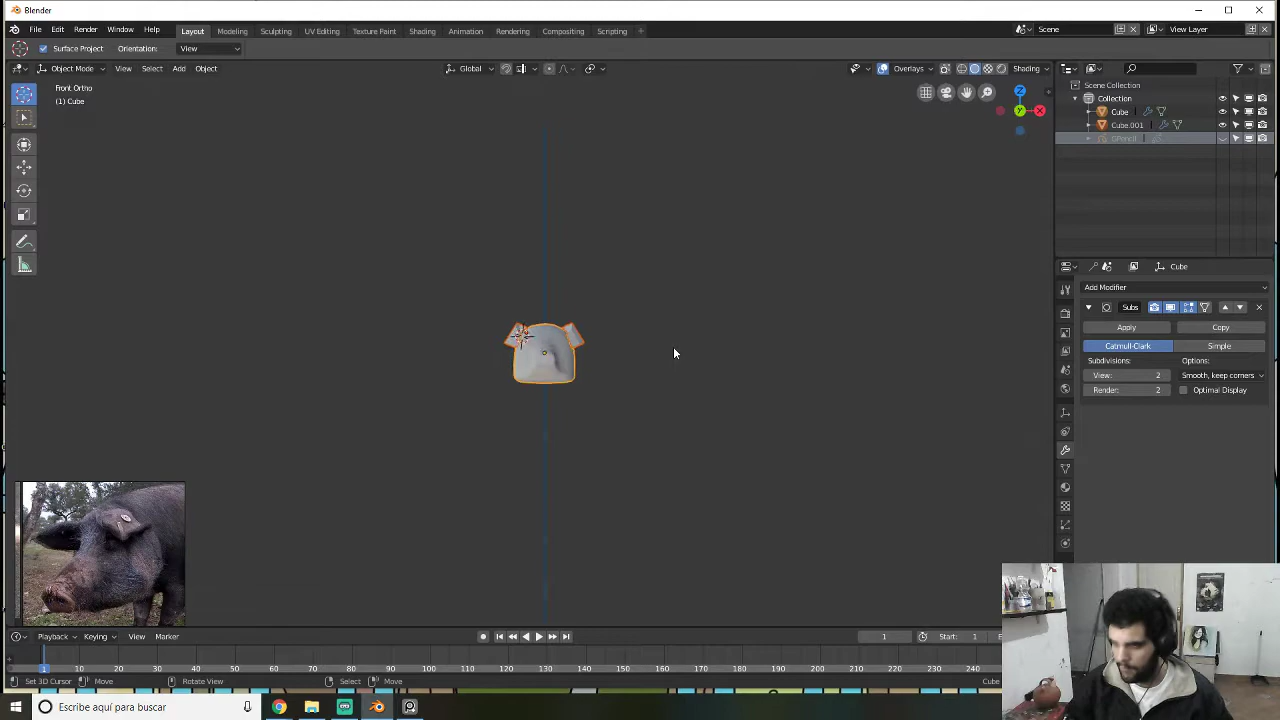 Blender
File Edit Render Window Help
Layout Modeling Sculpting UV Editing Texture Paint Shading Animation Rendering Compositing Scripting +
Scene
View Layer
Surface Project Orientation: View
Object Mode View Select Add Object
Global
Overlays
Shading
Front Ortho
(1) Cube
Z
Y
X
Scene Collection
Collection
Cube
Cube.001
GPencil
Cube
Add Modifier
Subs
Apply Copy
Catmull-Clark Simple
Subdivisions: Options:
View: 2 Smooth, keep corners
Render: 2 Optimal Display
Playback Keying View Marker
1 Start: 1 E
1 10 20 30 40 50 60 70 80 90 100 110 120 130 140 150 160 170 180 190 200 210 220 230 240
Set 3D Cursor Move Rotate View Select Move Cube
Escribe aquí para buscar